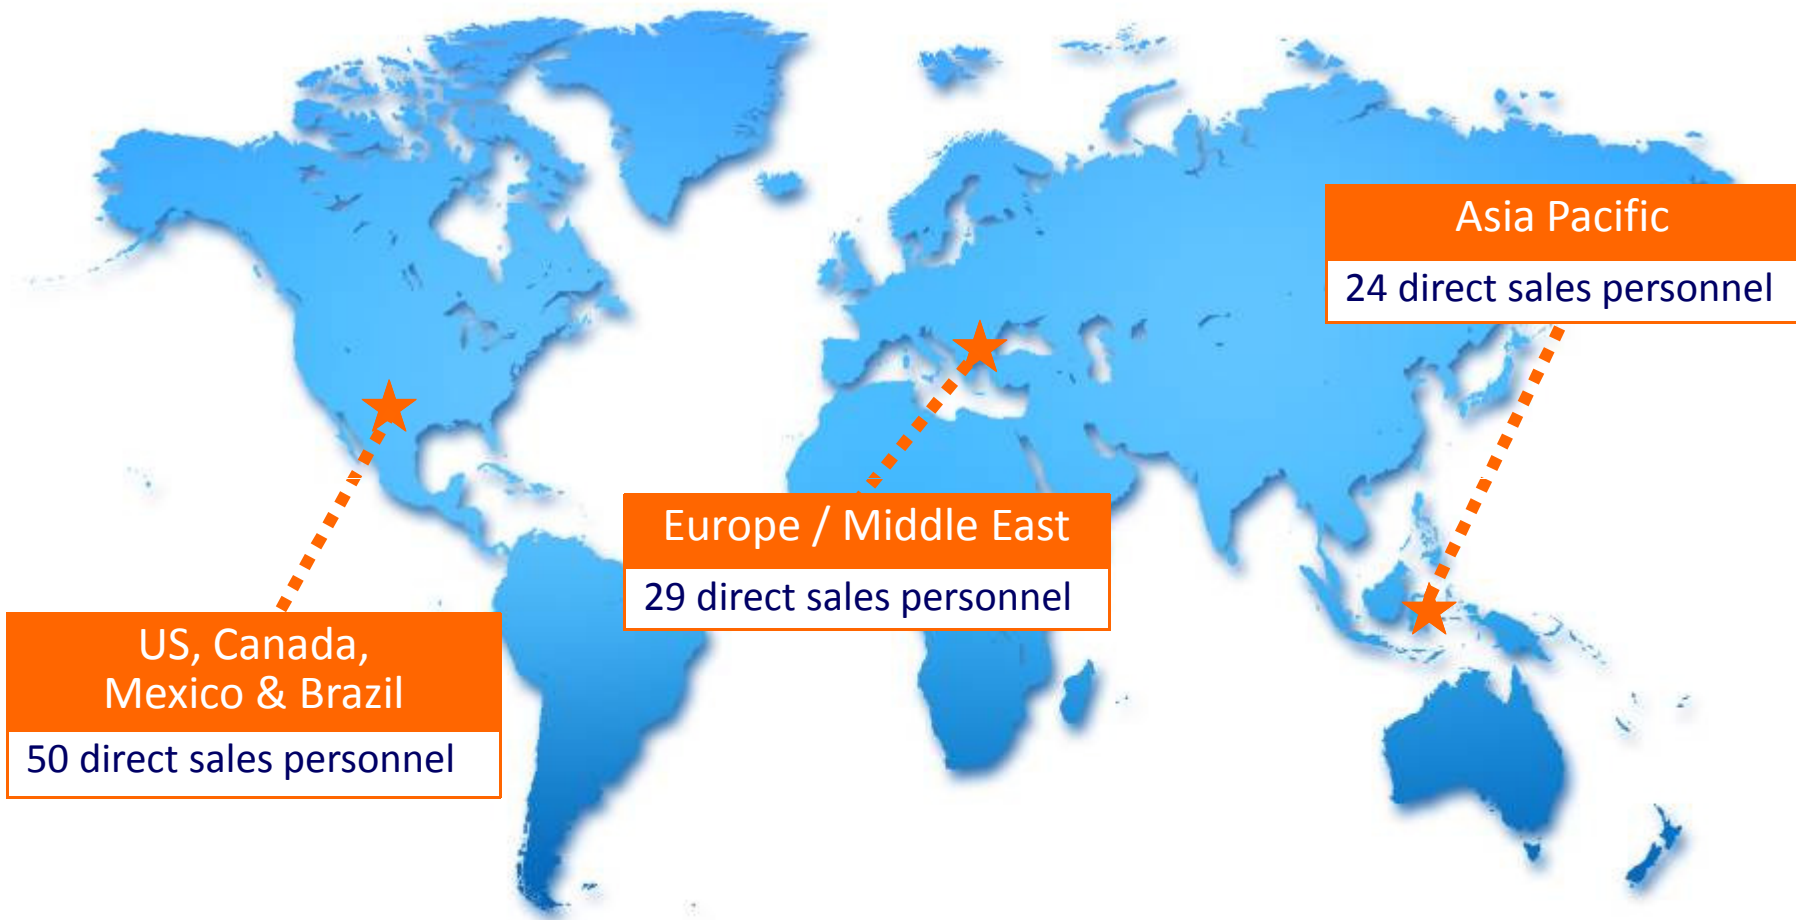 Asia Pacific
24 direct sales personnel
Europe / Middle East
29 direct sales personnel
US, Canada,
Mexico & Brazil
50 direct sales personnel